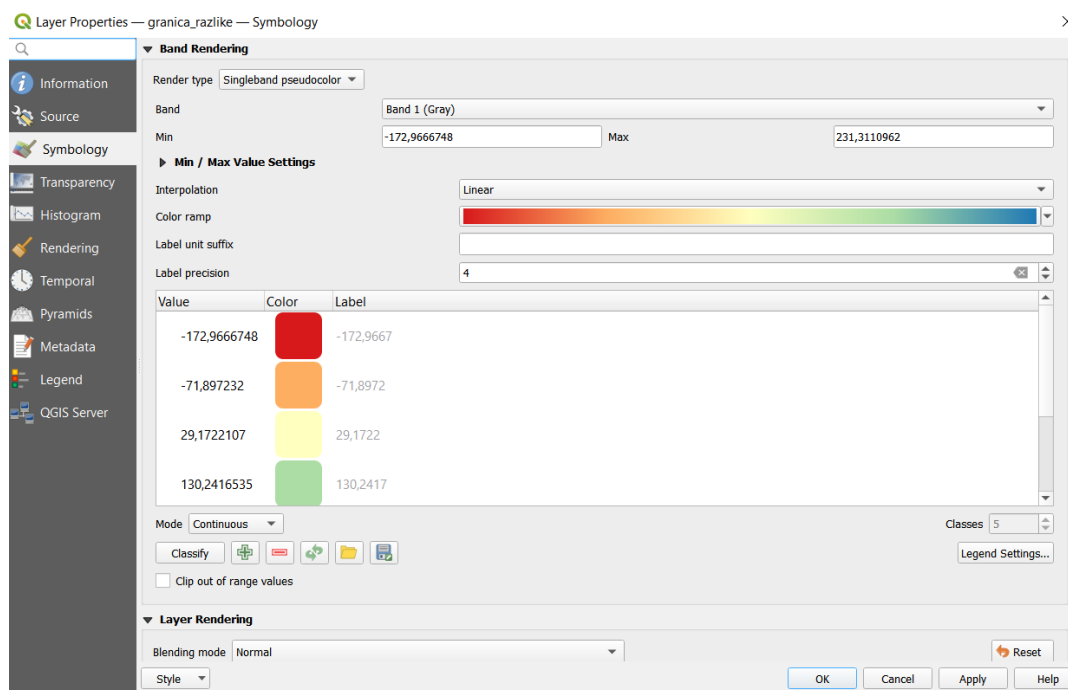 Layer Properties — granica_razlike — Symbology
Information
Source
Symbology
Transparency
Histogram
Rendering
Temporal
Pyramids
Metadata
Legend
QGIS Server
Band Rendering
Render type Singleband pseudocolor
Band Band 1 (Gray)
Min -172,9666748 Max 231,3110962
Min / Max Value Settings
Interpolation Linear
Color ramp
Label unit suffix
Label precision 4
Value Color Label
-172,9666748 -172,9667
-71,897232 -71,8972
29,1722107 29,1722
130,2416535 130,2417
Mode Continuous Classes 5
Classify Legend Settings...
Clip out of range values
Layer Rendering
Blending mode Normal Reset
Style OK Cancel Apply Help